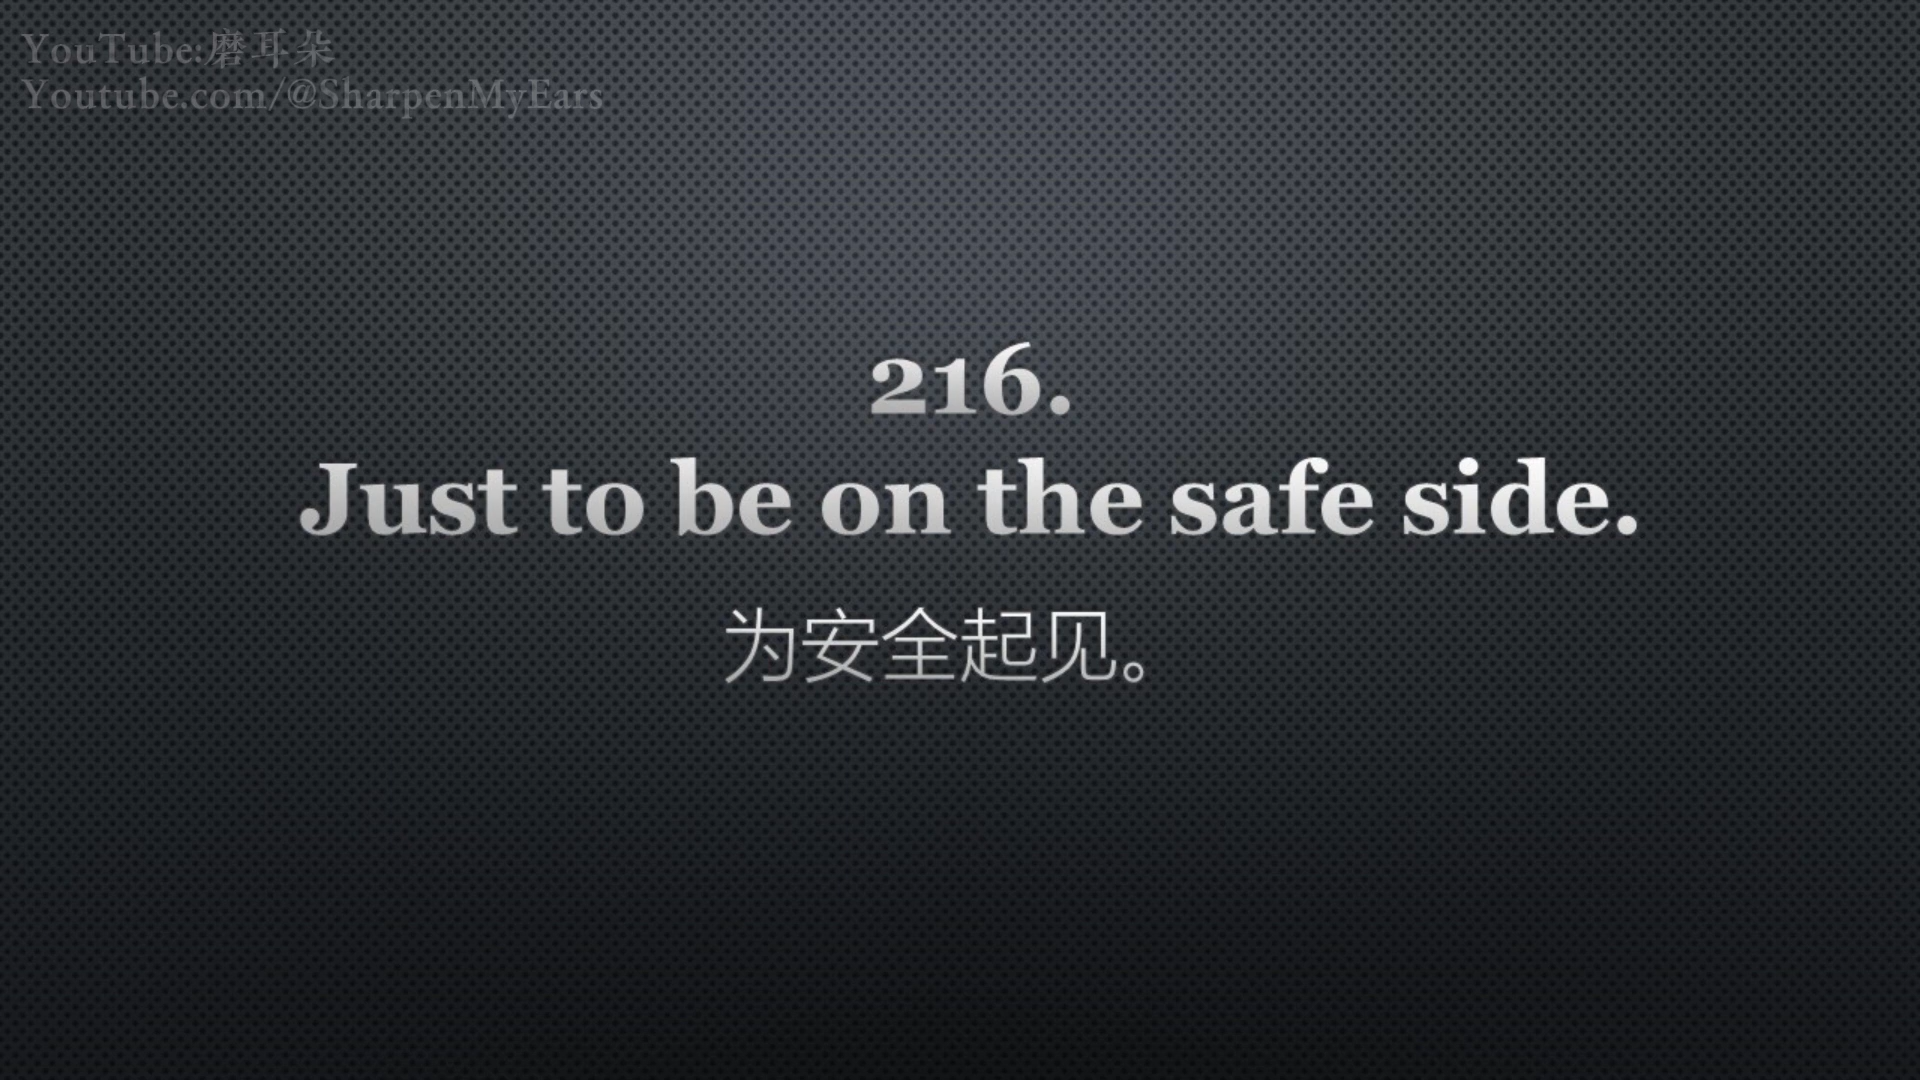 YouTube:磨耳朵
Youtube.com/@SharpenMyEars
216.
Just to be on the safe side.
为安全起见。